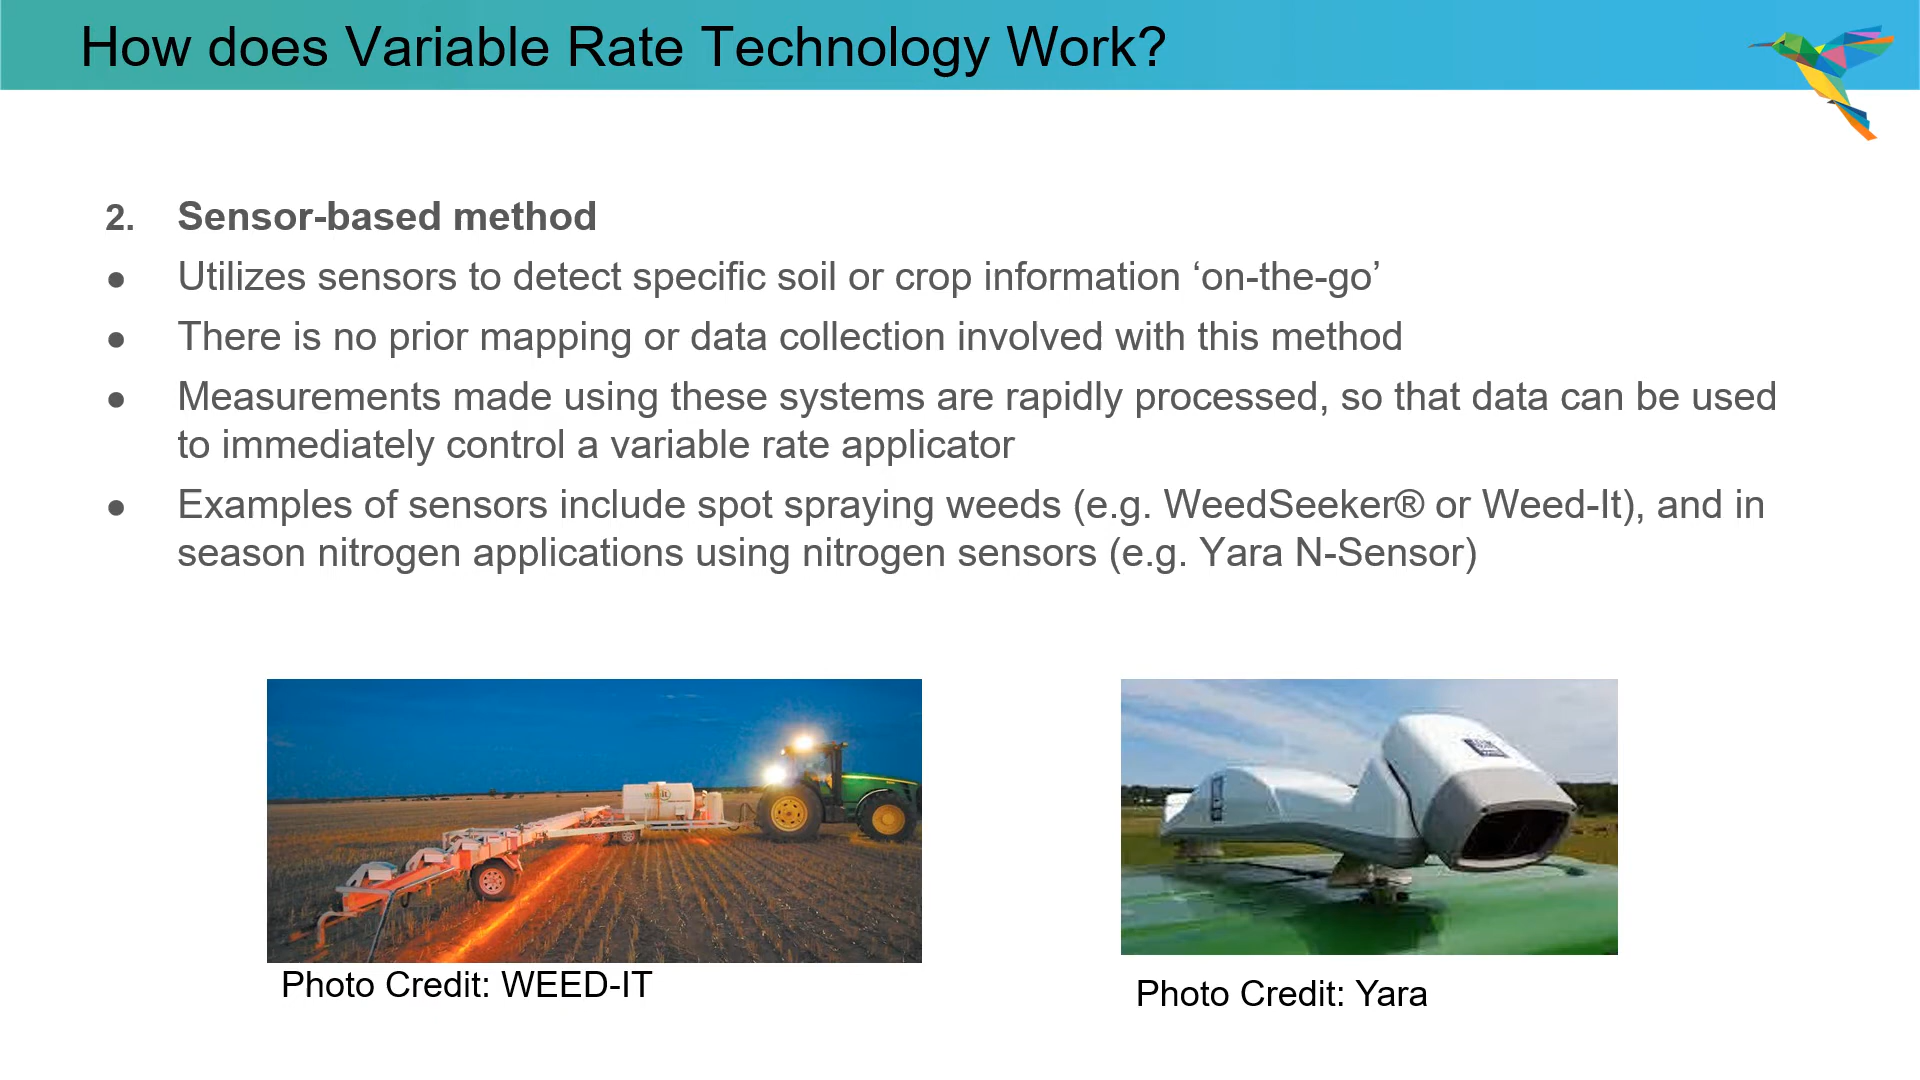 How does Variable Rate Technology Work?
2. Sensor-based method
● Utilizes sensors to detect specific soil or crop information ‘on-the-go’
● There is no prior mapping or data collection involved with this method
● Measurements made using these systems are rapidly processed, so that data can be used
to immediately control a variable rate applicator
● Examples of sensors include spot spraying weeds (e.g. WeedSeeker® or Weed-It), and in
season nitrogen applications using nitrogen sensors (e.g. Yara N-Sensor)
Photo Credit: WEED-IT
Photo Credit: Yara